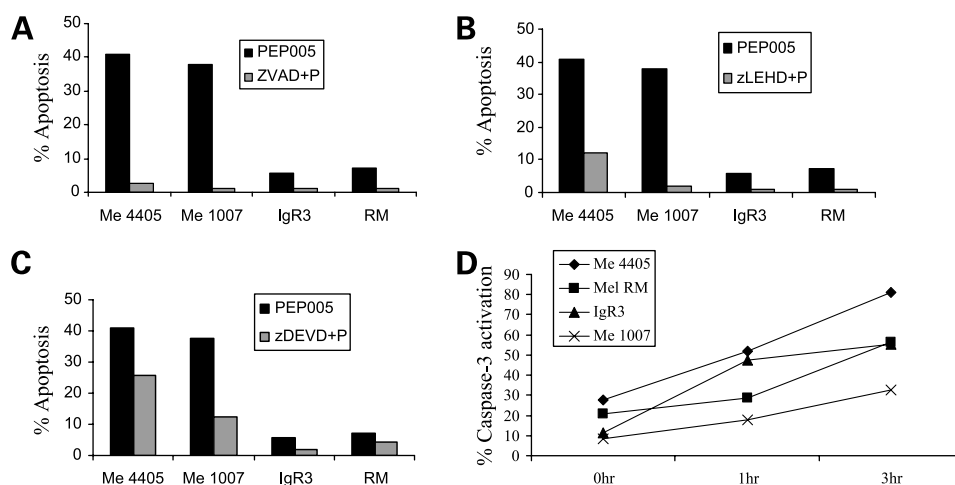 A
% Apoptosis
50
40
30
20
10
0
PEP005
ZVAD+P
Me 4405 Me 1007 IgR3 RM
B
% Apoptosis
50
40
30
20
10
0
PEP005
zLEHD+P
Me 4405 Me 1007 IgR3 RM
C
% Apoptosis
50
40
30
20
10
0
PEP005
zDEVD+P
Me 4405 Me 1007 IgR3 RM
D
% Caspase-3 activation
90
80
70
60
50
40
30
20
10
0
Me 4405
Mel RM
IgR3
Me 1007
0hr 1hr 3hr